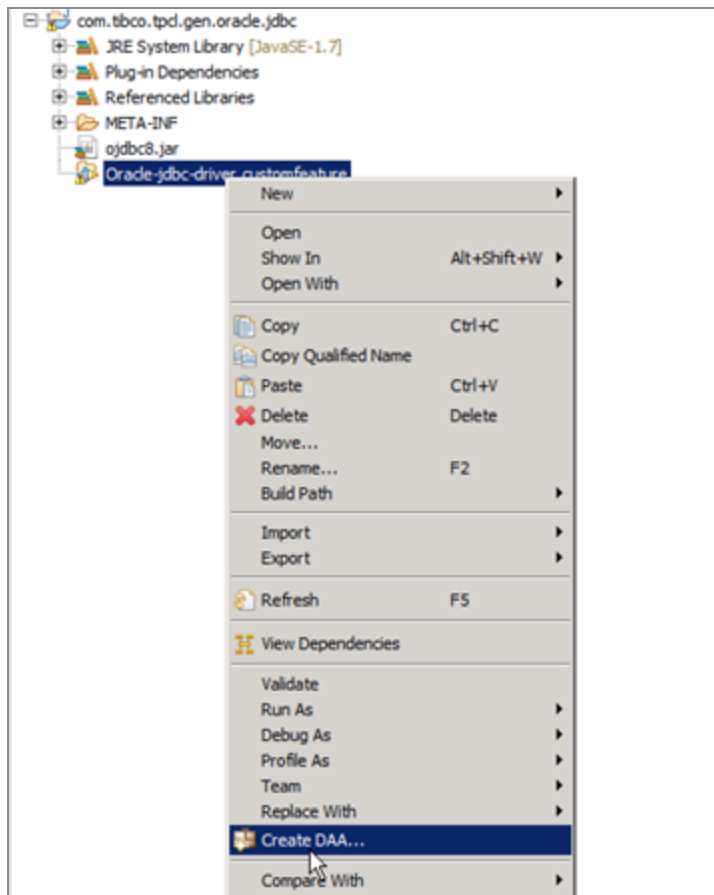 com.tibco.tpcl.gen.oracle.jdbc
JRE System Library [JavaSE-1.7]
Plug-in Dependencies
Referenced Libraries
META-INF
ojdbc8.jar
Oracle-jdbc-driver.customfeature
New
Open
Show In Alt+Shift+W
Open With
Copy Ctrl+C
Copy Qualified Name
Paste Ctrl+V
Delete Delete
Move...
Rename... F2
Build Path
Import
Export
Refresh F5
View Dependencies
Validate
Run As
Debug As
Profile As
Team
Replace With
Create DAA...
Compare With